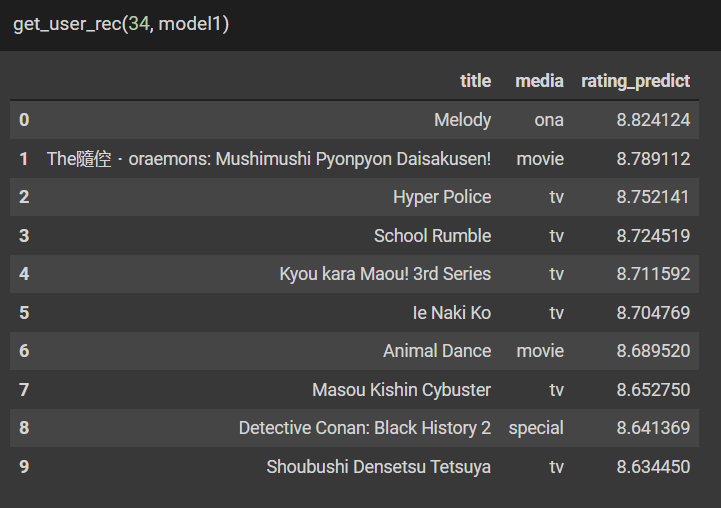 get_user_rec(34, model1)
title media rating_predict
0 Melody ona 8.824124
1 The隨倥・oraemons: Mushimushi Pyonpyon Daisakusen! movie 8.789112
2 Hyper Police tv 8.752141
3 School Rumble tv 8.724519
4 Kyou kara Maou! 3rd Series tv 8.711592
5 Ie Naki Ko tv 8.704769
6 Animal Dance movie 8.689520
7 Masou Kishin Cybuster tv 8.652750
8 Detective Conan: Black History 2 special 8.641369
9 Shoubushi Densetsu Tetsuya tv 8.634450